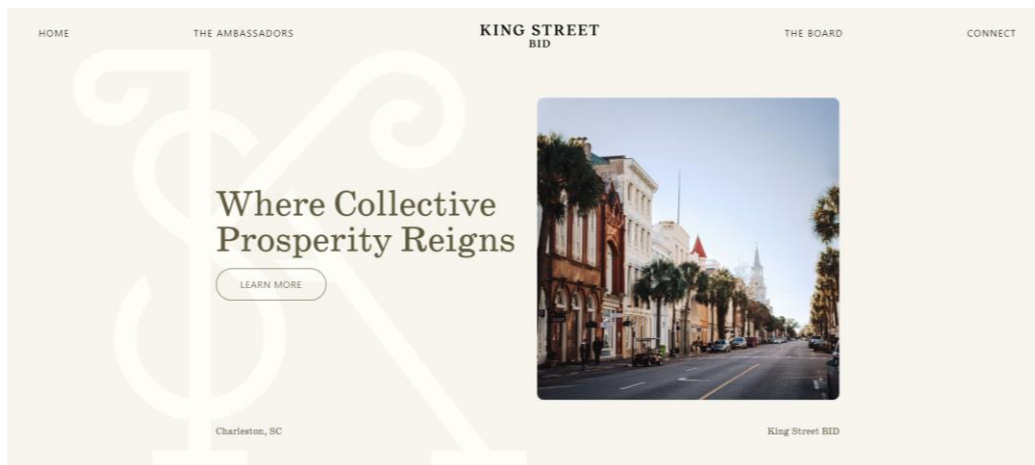 HOME
THE AMBASSADORS
KING STREET
BID
THE BOARD
CONNECT
Where Collective
Prosperity Reigns
LEARN MORE
Charleston, SC
King Street BID